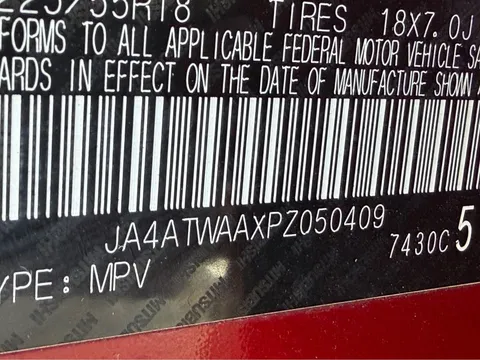 225/55R18 TIRES 18X7.0J
FORMS TO ALL APPLICABLE FEDERAL MOTOR VEHICLE SA
ARDS IN EFFECT ON THE DATE OF MANUFACTURE SHOWN A
JA4ATWAAXPZ050409
7430C 5
YPE: MPV